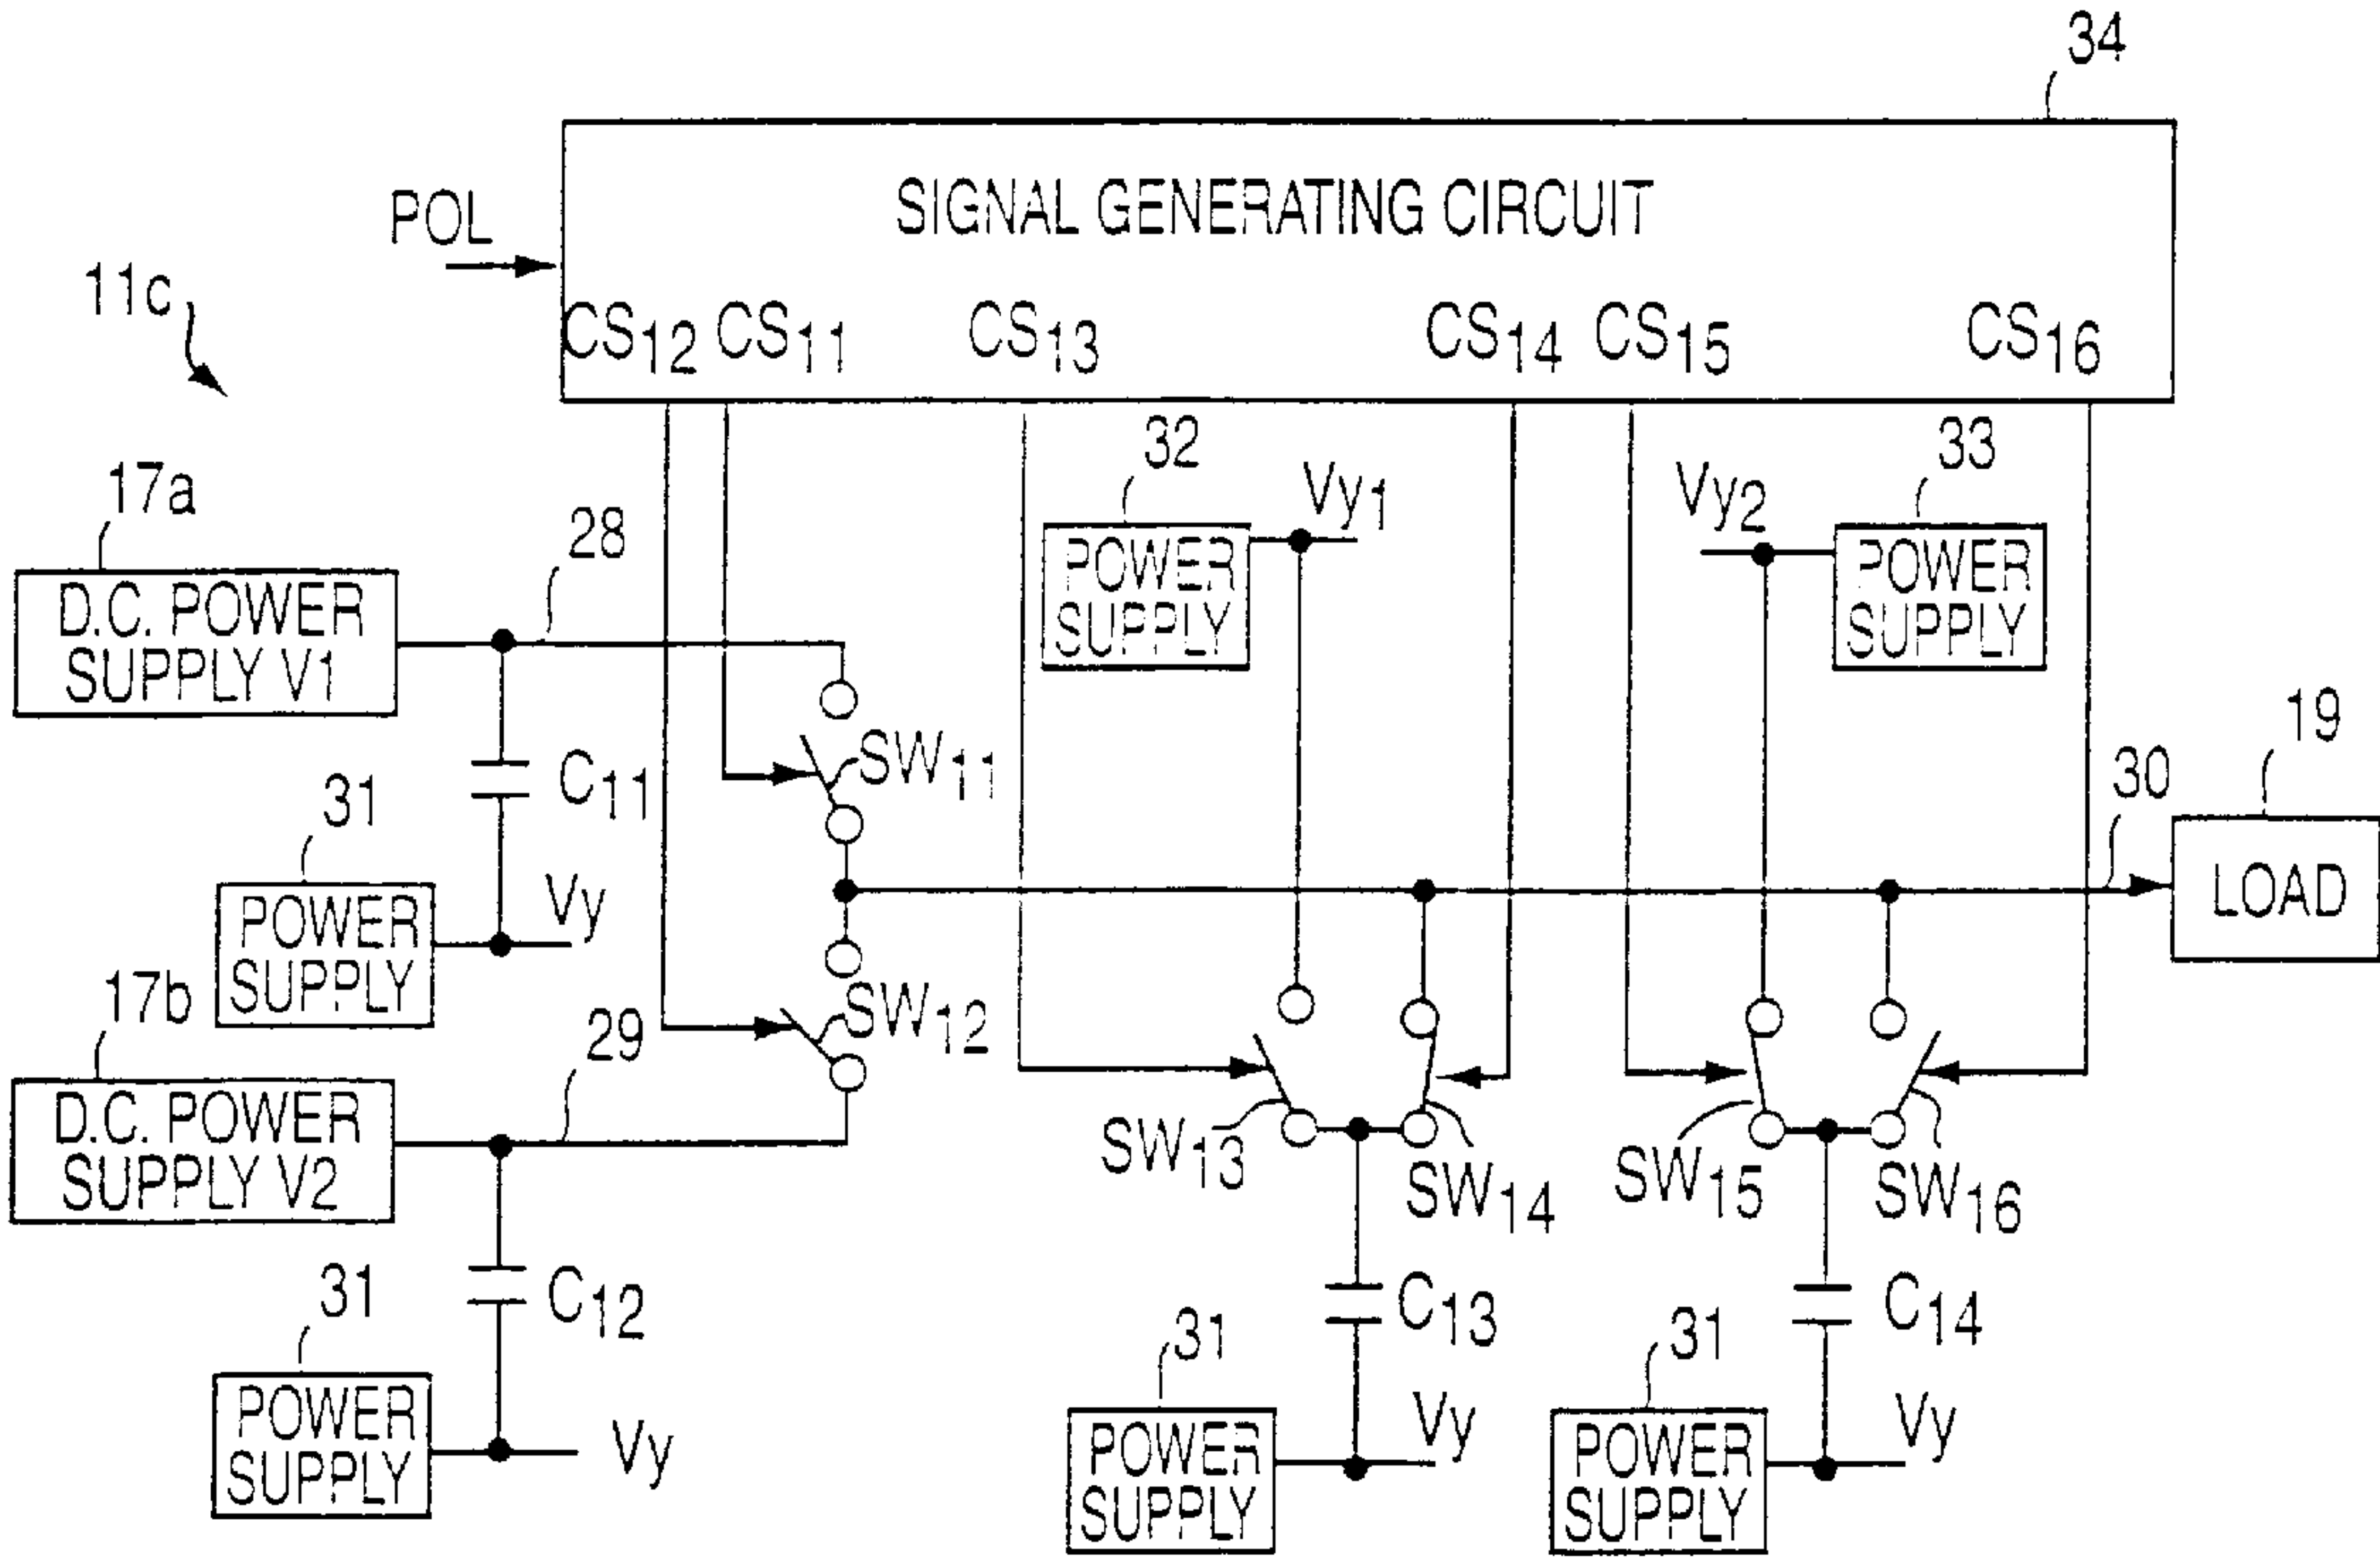 34
SIGNAL GENERATING CIRCUIT
POL
11c
CS12 CS11 CS13 CS14 CS15 CS16
32
Vy1
Vy2
33
17a
28
D.C. POWER
SUPPLY V1
POWER
SUPPLY
POWER
SUPPLY
19
SW11
C11
30
31
LOAD
Vy
POWER
SUPPLY
17b
SW12
29
D.C. POWER
SUPPLY V2
SW13
SW14
SW15
SW16
31
C12
C13
C14
31
31
POWER
SUPPLY
Vy
POWER
SUPPLY
Vy
POWER
SUPPLY
Vy